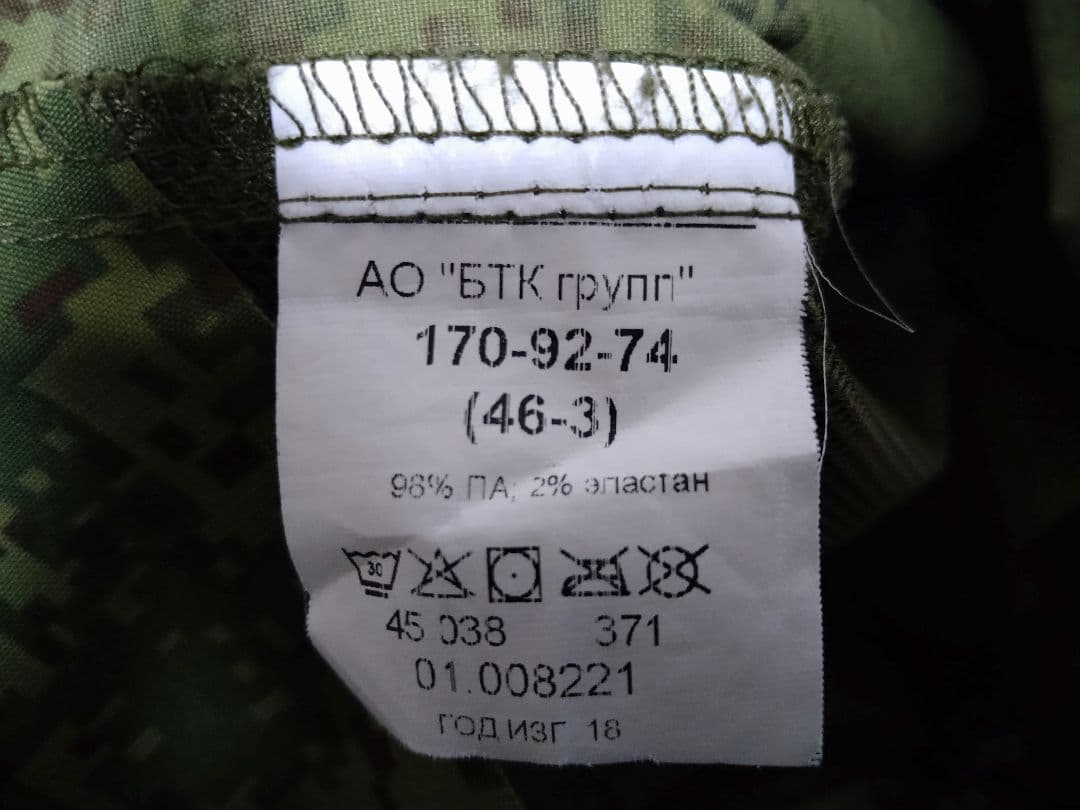 АО "БТК групп"
170-92-74
(46-3)
98% ПА; 2% эластан
30
45 038 371
01.008221
ГОД ИЗГ 18